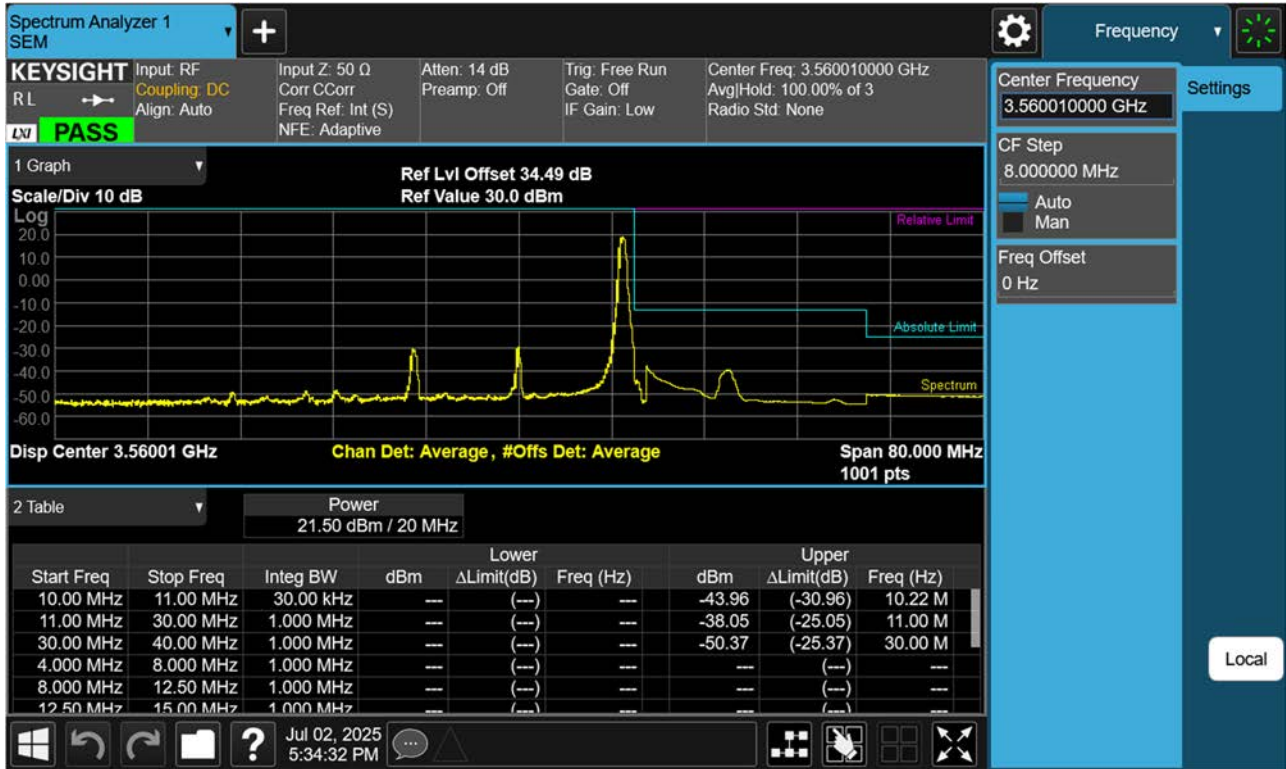 Spectrum Analyzer 1
SEM
+
Frequency
KEYSIGHT
RL
LXI PASS
Input: RF
Coupling: DC
Align: Auto
Input Z: 50 Ω
Corr CCorr
Freq Ref: Int (S)
NFE: Adaptive
Atten: 14 dB
Preamp: Off
Trig: Free Run
Gate: Off
IF Gain: Low
Center Freq: 3.560010000 GHz
Avg|Hold: 100.00% of 3
Radio Std: None
Center Frequency
3.560010000 GHz
Settings
CF Step
8.000000 MHz
Auto
Man
Freq Offset
0 Hz
Local
1 Graph
Ref Lvl Offset 34.49 dB
Scale/Div 10 dB
Ref Value 30.0 dBm
Log
Relative Limit
20.0
10.0
0.00
-10.0
-20.0
Absolute Limit
-30.0
-40.0
Spectrum
-50.0
-60.0
Disp Center 3.56001 GHz
Chan Det: Average, #Offs Det: Average
Span 80.000 MHz
1001 pts
2 Table
Power
21.50 dBm / 20 MHz
Lower Upper
Start Freq Stop Freq Integ BW dBm ΔLimit(dB) Freq (Hz) dBm ΔLimit(dB) Freq (Hz)
10.00 MHz 11.00 MHz 30.00 kHz --- (---) --- -43.96 (-30.96) 10.22 M
11.00 MHz 30.00 MHz 1.000 MHz --- (---) --- -38.05 (-25.05) 11.00 M
30.00 MHz 40.00 MHz 1.000 MHz --- (---) --- -50.37 (-25.37) 30.00 M
4.000 MHz 8.000 MHz 1.000 MHz --- (---) --- --- (---) ---
8.000 MHz 12.50 MHz 1.000 MHz --- (---) --- --- (---) ---
12.50 MHz 15.00 MHz 1.000 MHz --- (---) --- --- (---) ---
?
Jul 02, 2025
5:34:32 PM